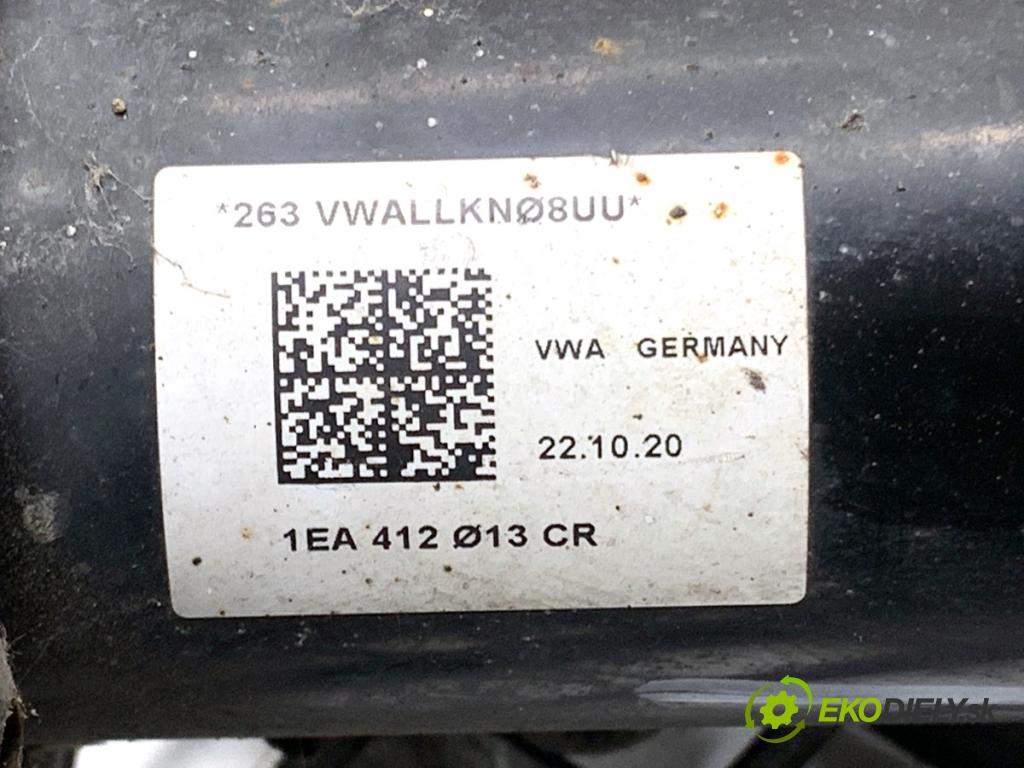 *263 VWALLKNØ8UU*
VWA GERMANY
22.10.20
1EA 412 Ø13 CR
EKODIELY.sk